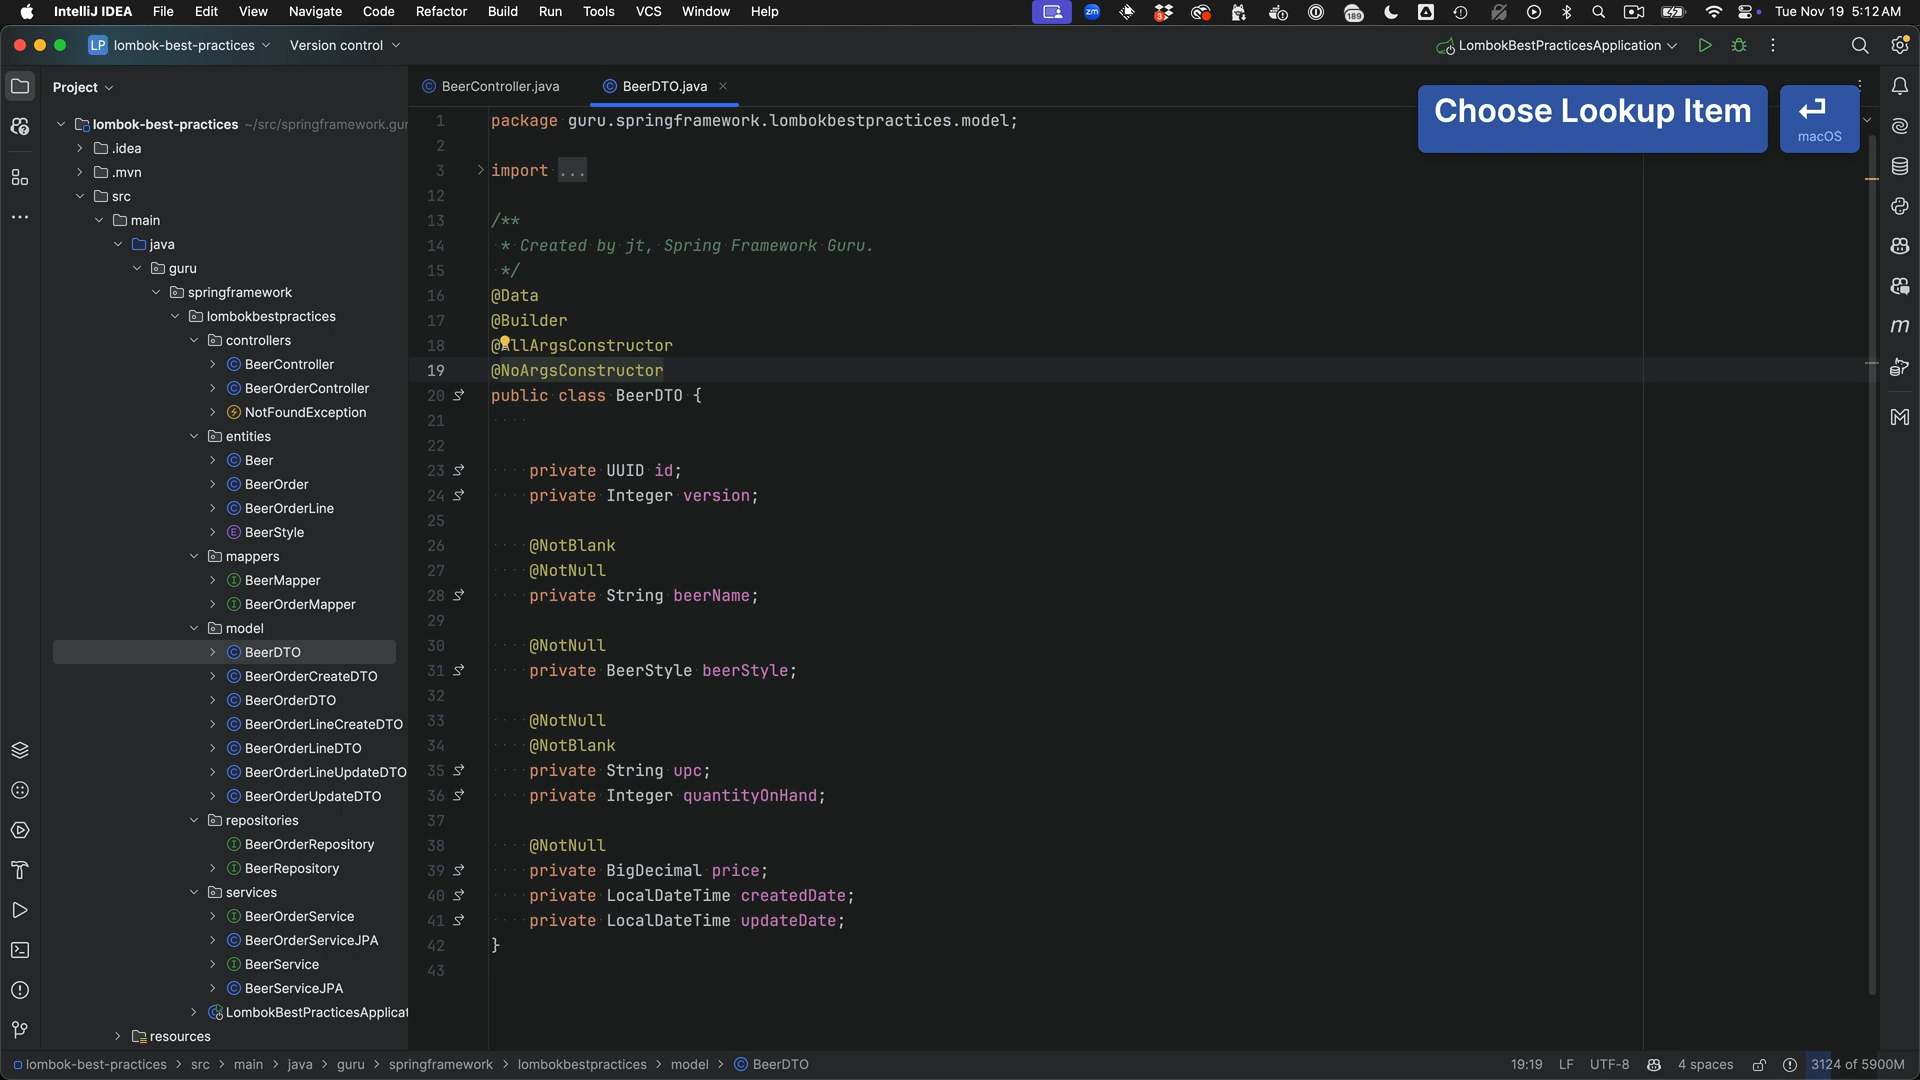 IntelliJ IDEA File Edit View Navigate Code Refactor Build Run Tools VCS Window Help
zm 3 189 Tue Nov 19 5:12 AM
LP lombok-best-practices Version control
LombokBestPracticesApplication
Project
BeerController.java BeerDTO.java
Choose Lookup Item
macOS
lombok-best-practices ~/src/springframework.gur
.idea
.mvn
src
main
java
guru
springframework
lombokbestpractices
controllers
BeerController
BeerOrderController
NotFoundException
entities
Beer
BeerOrder
BeerOrderLine
BeerStyle
mappers
BeerMapper
BeerOrderMapper
model
BeerDTO
BeerOrderCreateDTO
BeerOrderDTO
BeerOrderLineCreateDTO
BeerOrderLineDTO
BeerOrderLineUpdateDTO
BeerOrderUpdateDTO
repositories
BeerOrderRepository
BeerRepository
services
BeerOrderService
BeerOrderServiceJPA
BeerService
BeerServiceJPA
LombokBestPracticesApplicat
resources
1 package guru.springframework.lombokbestpractices.model;
2
3 import ...
12
13 /**
14 * Created by jt, Spring Framework Guru.
15 */
16 @Data
17 @Builder
18 @AllArgsConstructor
19 @NoArgsConstructor
20 public class BeerDTO {
21
22
23 private UUID id;
24 private Integer version;
25
26 @NotBlank
27 @NotNull
28 private String beerName;
29
30 @NotNull
31 private BeerStyle beerStyle;
32
33 @NotNull
34 @NotBlank
35 private String upc;
36 private Integer quantityOnHand;
37
38 @NotNull
39 private BigDecimal price;
40 private LocalDateTime createdDate;
41 private LocalDateTime updateDate;
42 }
43
m
lombok-best-practices > src > main > java > guru > springframework > lombokbestpractices > model > BeerDTO
19:19 LF UTF-8 4 spaces 3124 of 5900M